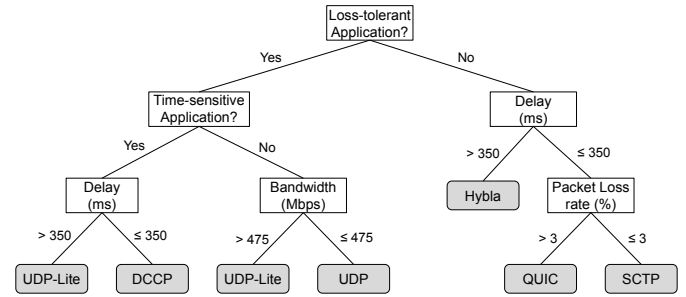 Loss-tolerant
Application?
Yes
No
Time-sensitive
Application?
Delay
(ms)
Yes
No
> 350
≤ 350
Delay
(ms)
Bandwidth
(Mbps)
Hybla
Packet Loss
rate (%)
> 350
≤ 350
> 475
≤ 475
> 3
≤ 3
UDP-Lite
DCCP
UDP-Lite
UDP
QUIC
SCTP